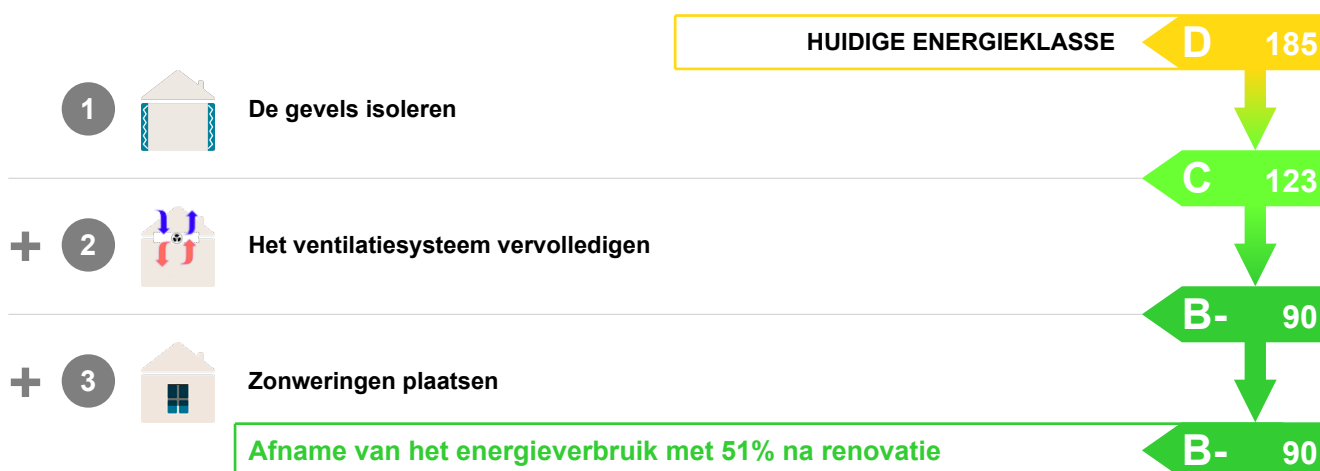 HUIDIGE ENERGIEKLASSE D 185
1 De gevels isoleren
C 123
+ 2 Het ventilatiesysteem vervolledigen
B- 90
+ 3 Zonweringen plaatsen
Afname van het energieverbruik met 51% na renovatie B- 90